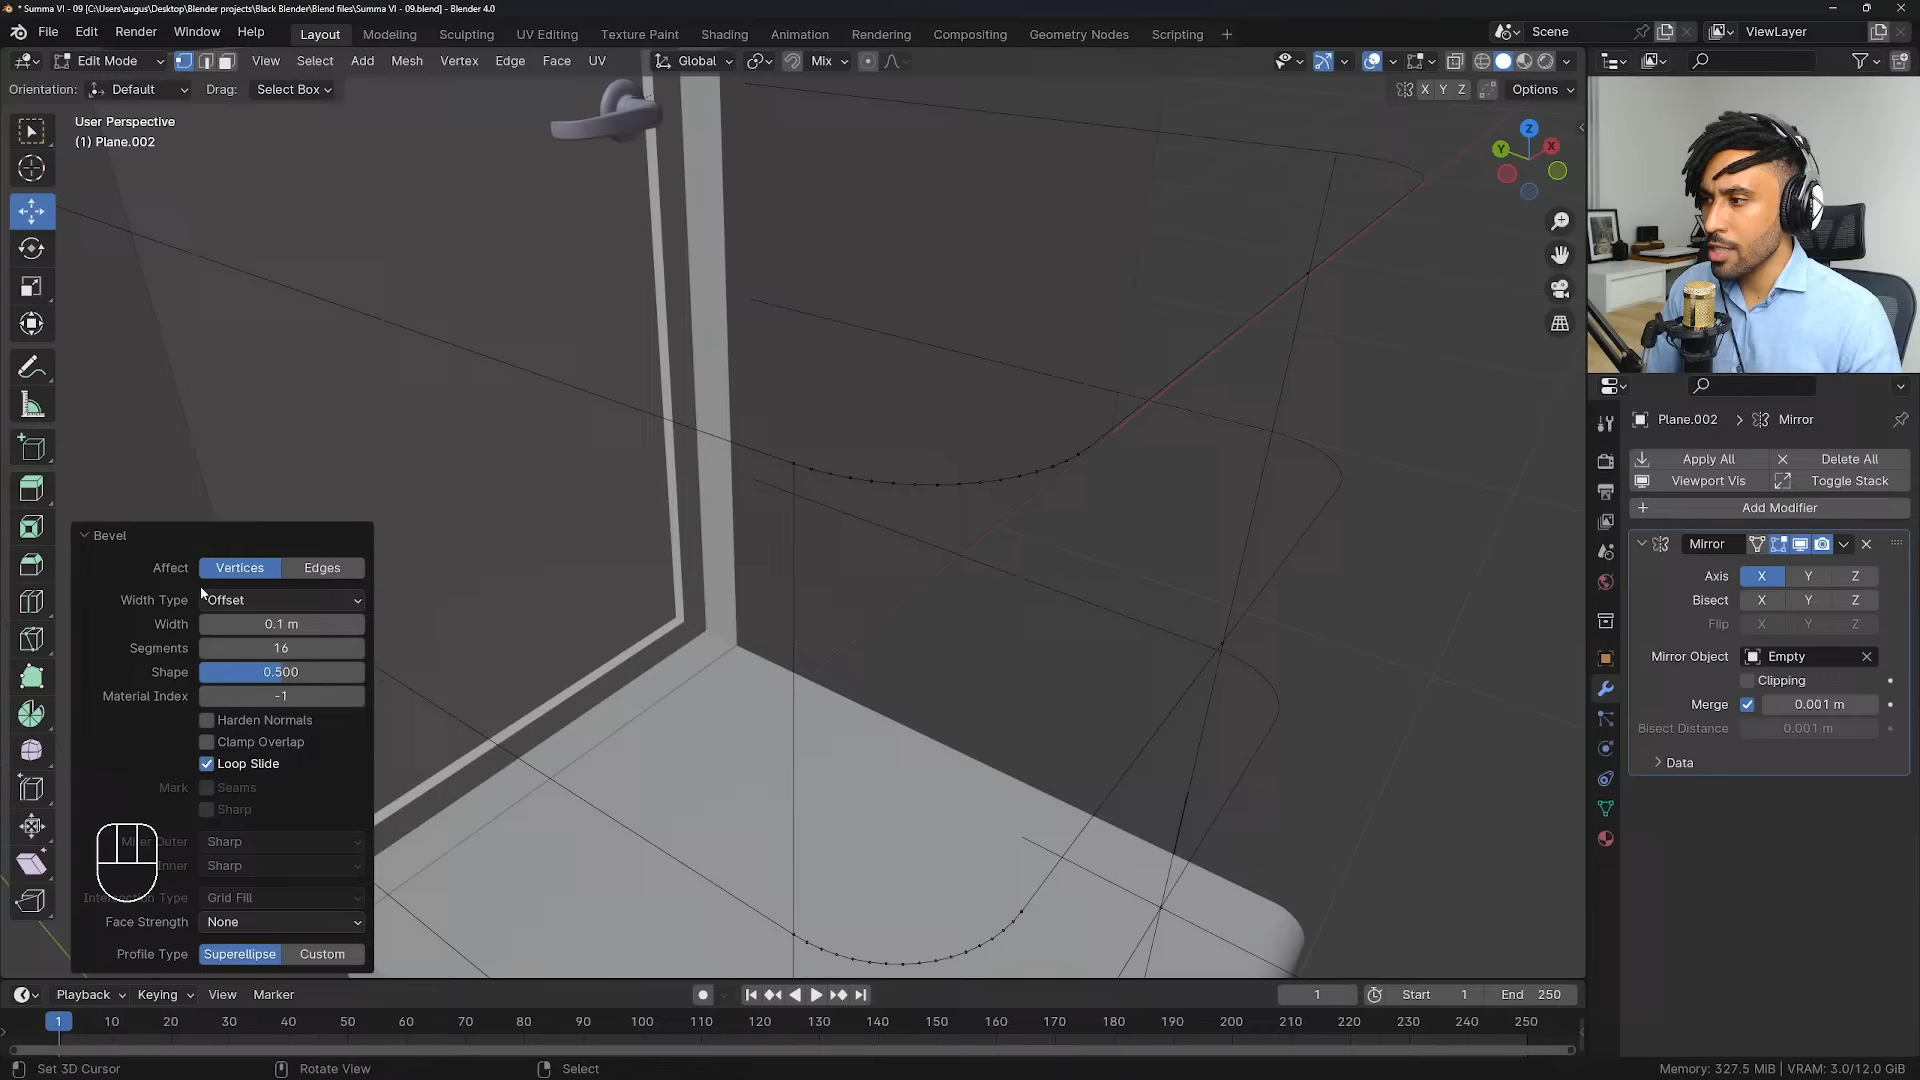 * Summa VI - 09 [C:\Users\augus\Desktop\Blender projects\Black Blender\Blend files\Summa VI - 09.blend] - Blender 4.0
File Edit Render Window Help Layout Modeling Sculpting UV Editing Texture Paint Shading Animation Rendering Compositing Geometry Nodes Scripting + Scene ViewLayer
Edit Mode View Select Add Mesh Vertex Edge Face UV Global Mix
Orientation: Default Drag: Select Box X Y Z Options
User Perspective
(1) Plane.002
Z
Y X
Plane.002 > Mirror
Apply All Delete All
Viewport Vis Toggle Stack
Add Modifier
Mirror
Axis X Y Z
Bisect X Y Z
Flip X Y Z
Mirror Object Empty
Clipping
Merge 0.001 m
Bisect Distance 0.001 m
Data
Bevel
Affect Vertices Edges
Width Type Offset
Width 0.1 m
Segments 16
Shape 0.500
Material Index -1
Harden Normals
Clamp Overlap
Loop Slide
Mark Seams
Sharp
Outer Sharp
Inner Sharp
Type Grid Fill
Face Strength None
Profile Type Superellipse Custom
Playback Keying View Marker 1 Start 1 End 250
1 10 20 30 40 50 60 70 80 90 100 110 120 130 140 150 160 170 180 190 200 210 220 230 240 250
Set 3D Cursor Rotate View Select Memory: 327.5 MiB | VRAM: 3.0/12.0 GiB